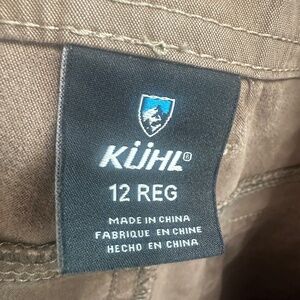 KÜHL®
12 REG
MADE IN CHINA
FABRIQUE EN CHINE
HECHO EN CHINA